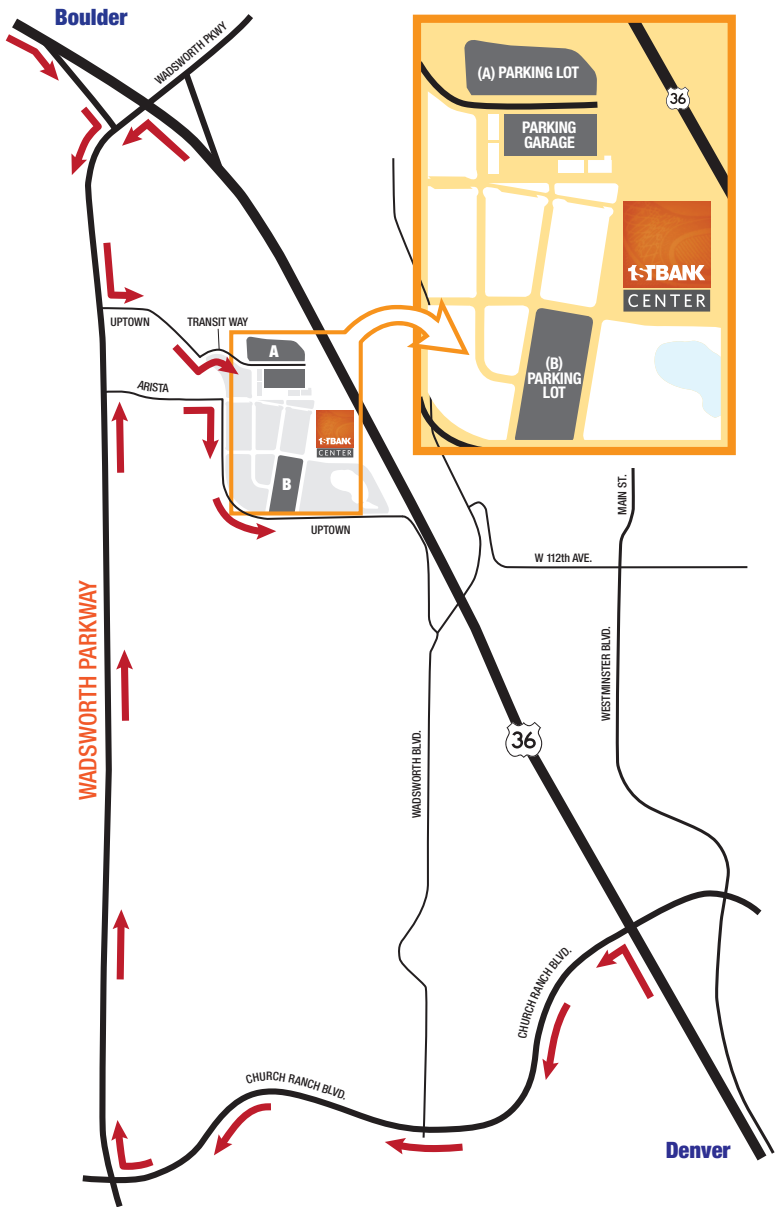 Boulder
WADSWORTH PKWY
(A) PARKING LOT
36
PARKING
GARAGE
1STBANK
CENTER
(B)
PARKING
LOT
UPTOWN
TRANSIT WAY
A
ARISTA
1STBANK
CENTER
B
UPTOWN
MAIN ST.
W 112th AVE.
WADSWORTH PARKWAY
WESTMINSTER BLVD.
36
WADSWORTH BLVD.
CHURCH RANCH BLVD.
CHURCH RANCH BLVD.
Denver